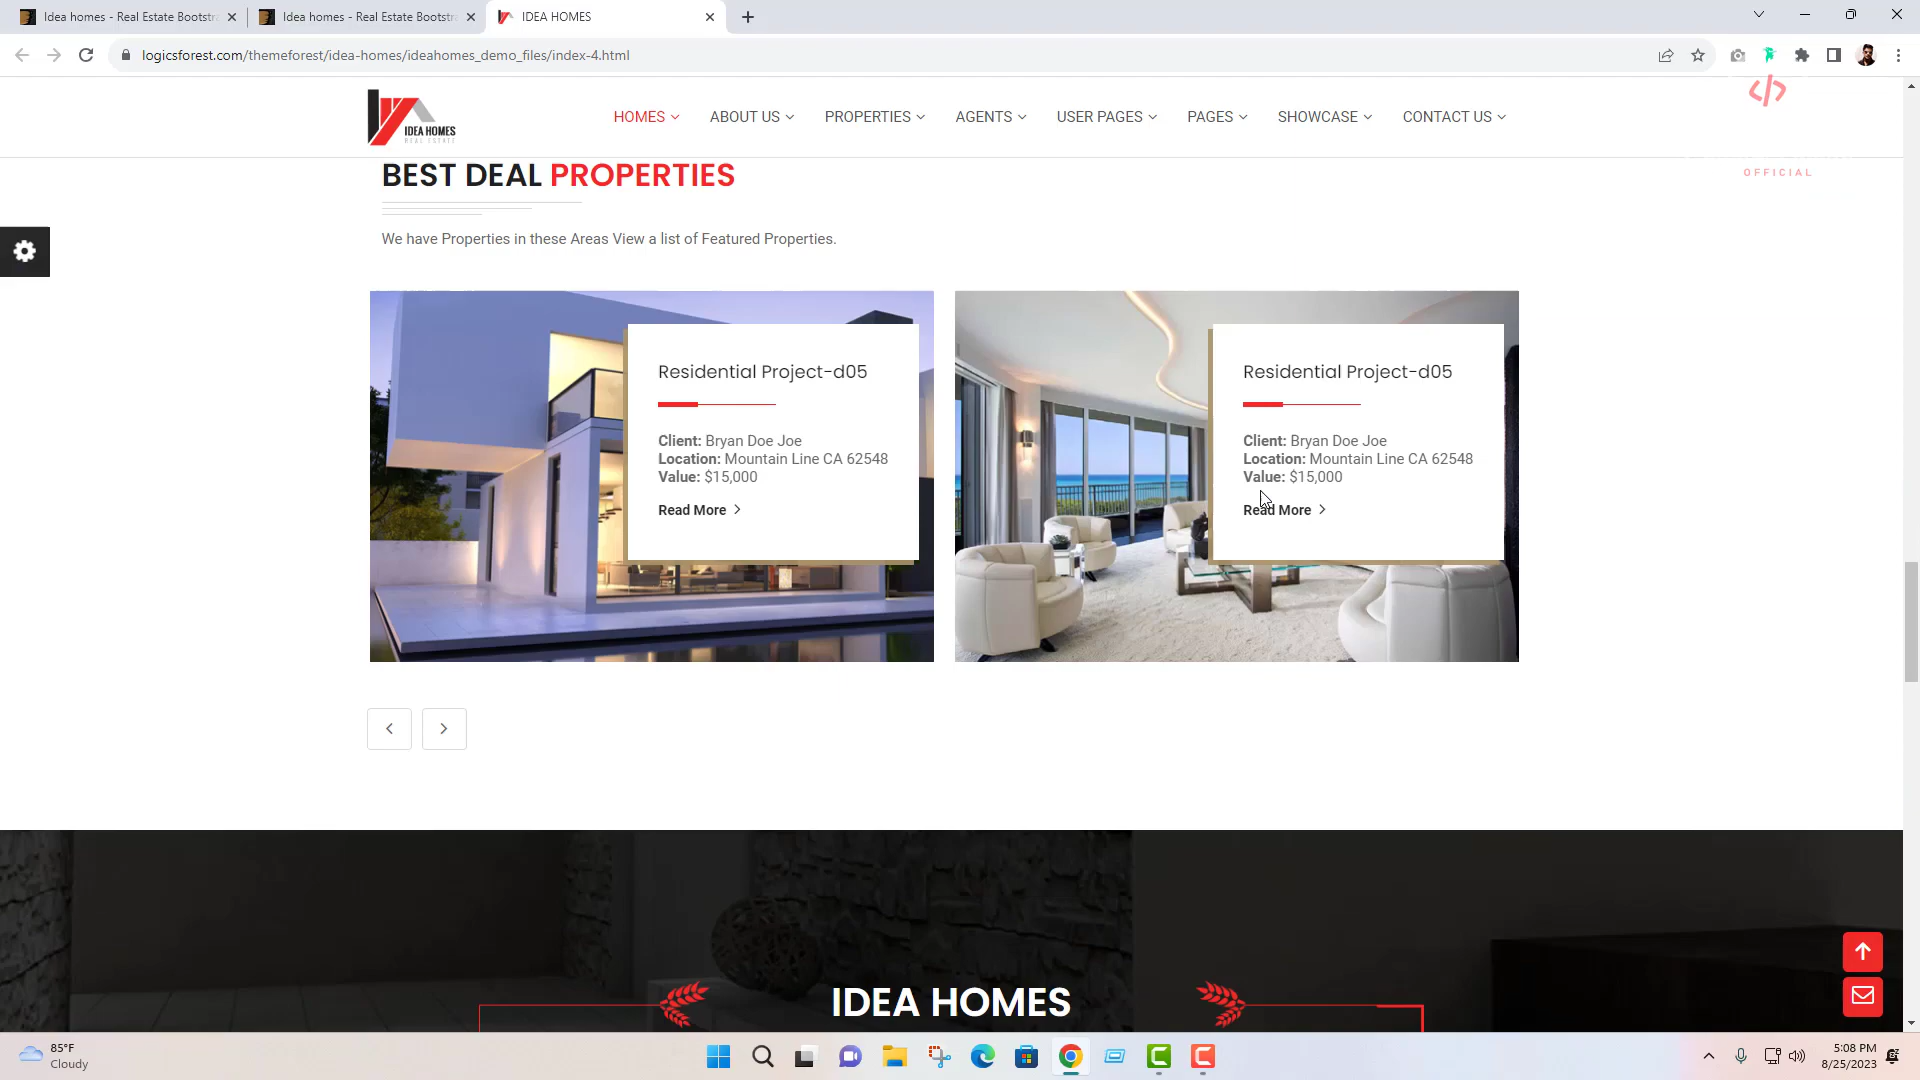 Idea homes - Real Estate Bootstr
Idea homes - Real Estate Bootstr
IDEA HOMES
logicsforest.com/themeforest/idea-homes/ideahomes_demo_files/index-4.html
IDEA HOMES
REAL ESTATE
HOMES
ABOUT US
PROPERTIES
AGENTS
USER PAGES
PAGES
SHOWCASE
CONTACT US
</>
OFFICIAL
BEST DEAL PROPERTIES
We have Properties in these Areas View a list of Featured Properties.
Residential Project-d05
Client: Bryan Doe Joe
Location: Mountain Line CA 62548
Value: $15,000
Read More
Residential Project-d05
Client: Bryan Doe Joe
Location: Mountain Line CA 62548
Value: $15,000
Read More
IDEA HOMES
85°F
Cloudy
5:08 PM
8/25/2023